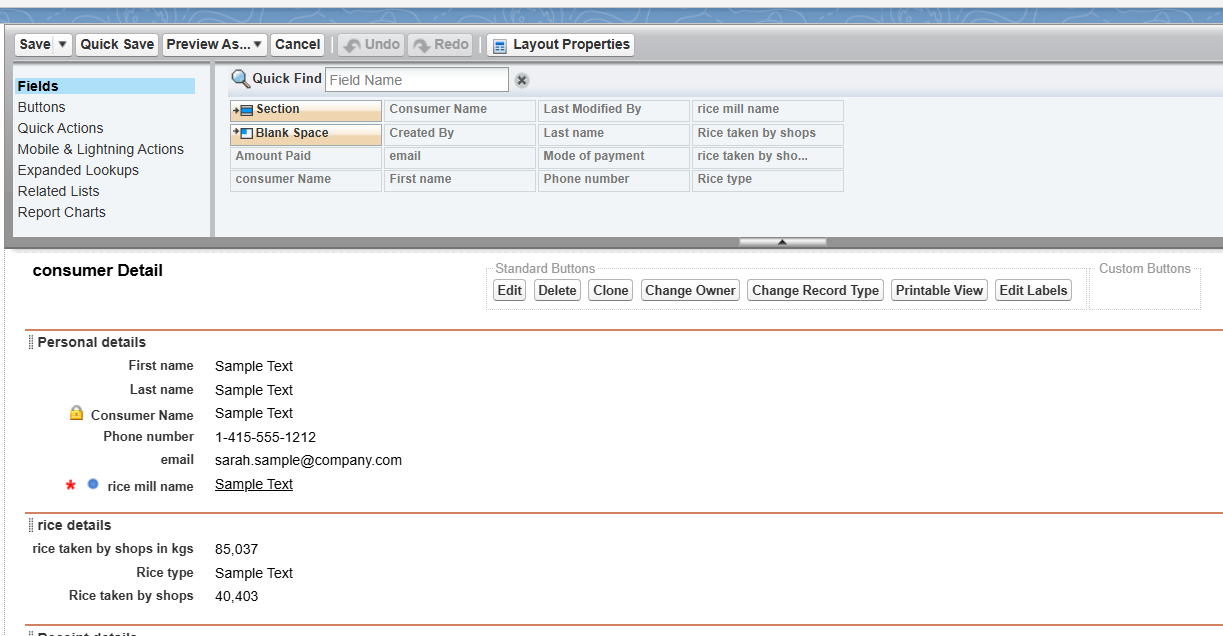 Save Quick Save Preview As... Cancel Undo Redo Layout Properties
Fields
Buttons
Quick Actions
Mobile & Lightning Actions
Expanded Lookups
Related Lists
Report Charts
Quick Find Field Name
Section Consumer Name Last Modified By rice mill name
Blank Space Created By Last name Rice taken by shops
Amount Paid email Mode of payment rice taken by sho...
consumer Name First name Phone number Rice type
consumer Detail
Standard Buttons
Edit Delete Clone Change Owner Change Record Type Printable View Edit Labels
Custom Buttons
Personal details
First name Sample Text
Last name Sample Text
Consumer Name Sample Text
Phone number 1-415-555-1212
email sarah.sample@company.com
* rice mill name Sample Text
rice details
rice taken by shops in kgs 85,037
Rice type Sample Text
Rice taken by shops 40,403
Receipt details